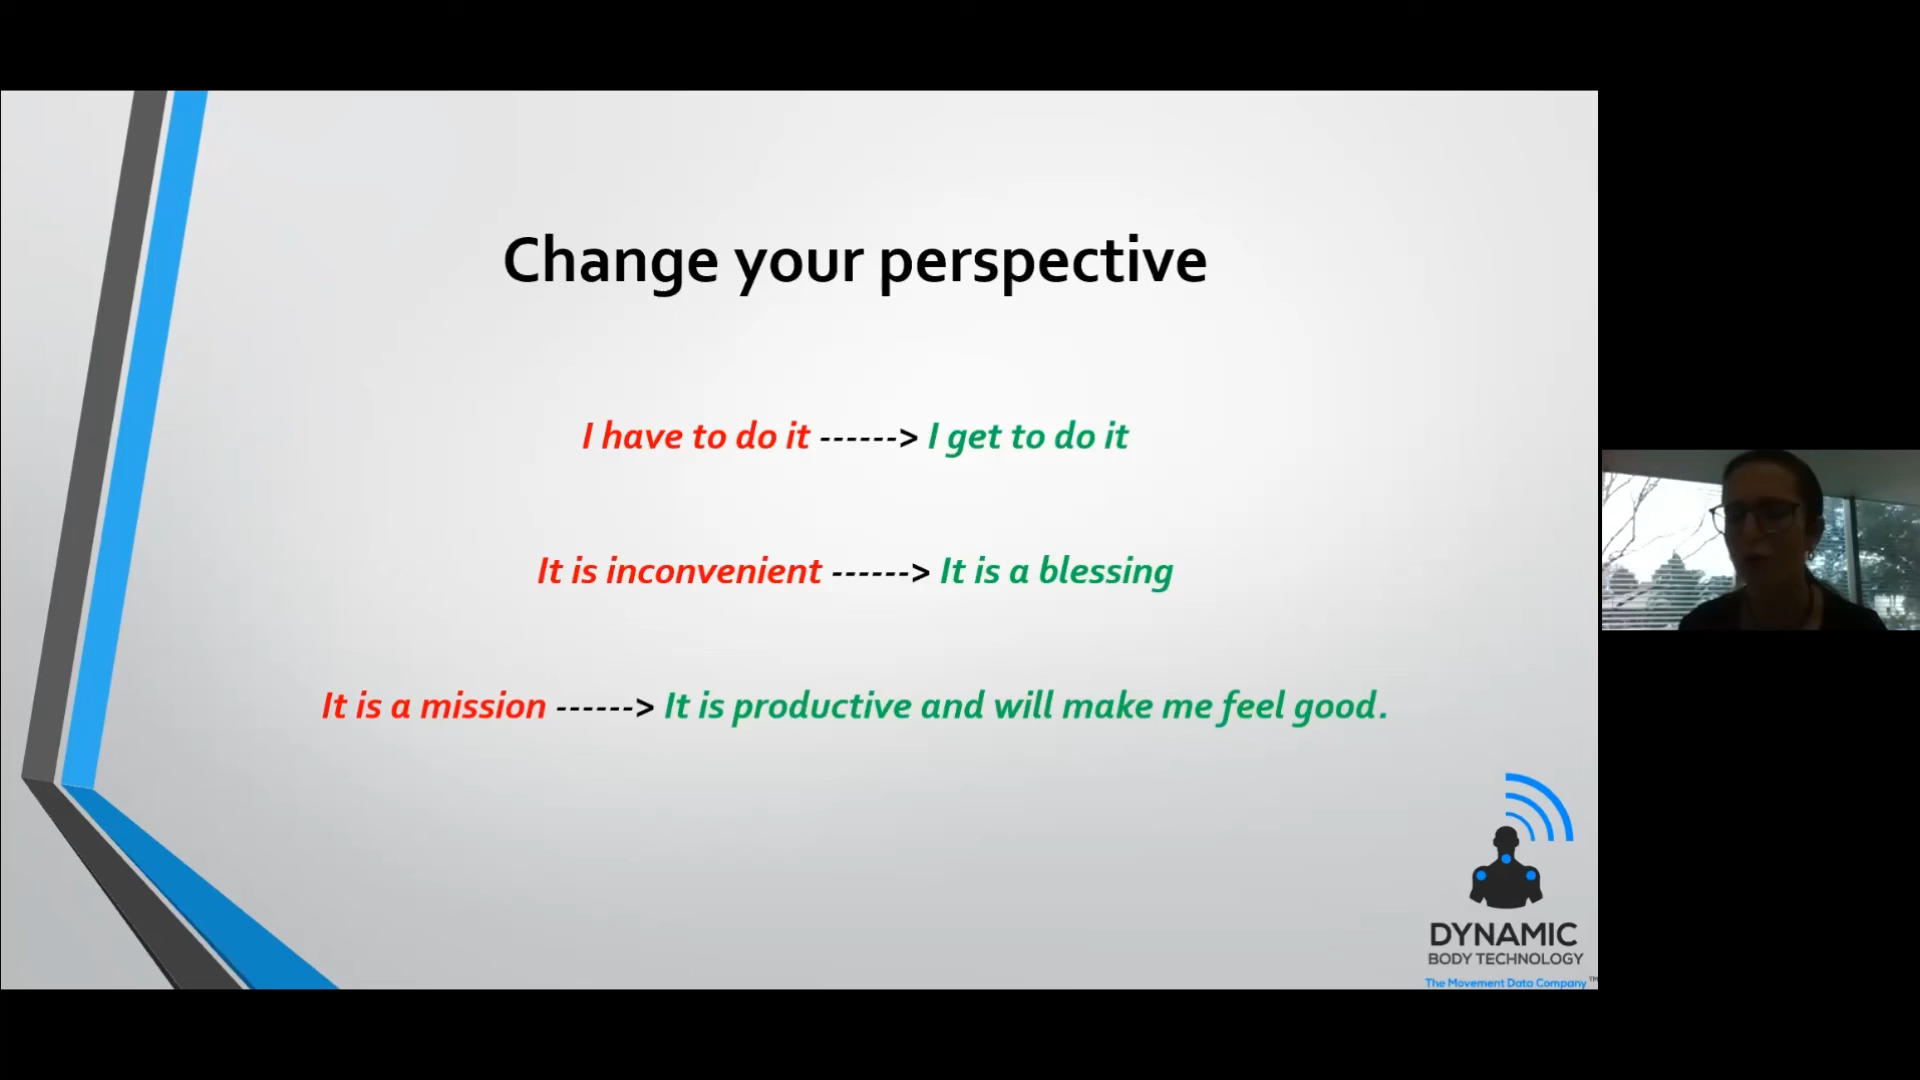 Change your perspective
I have to do it ------> I get to do it
It is inconvenient ------> It is a blessing
It is a mission ------> It is productive and will make me feel good.
DYNAMIC
BODY TECHNOLOGY
The Movement Data Company™